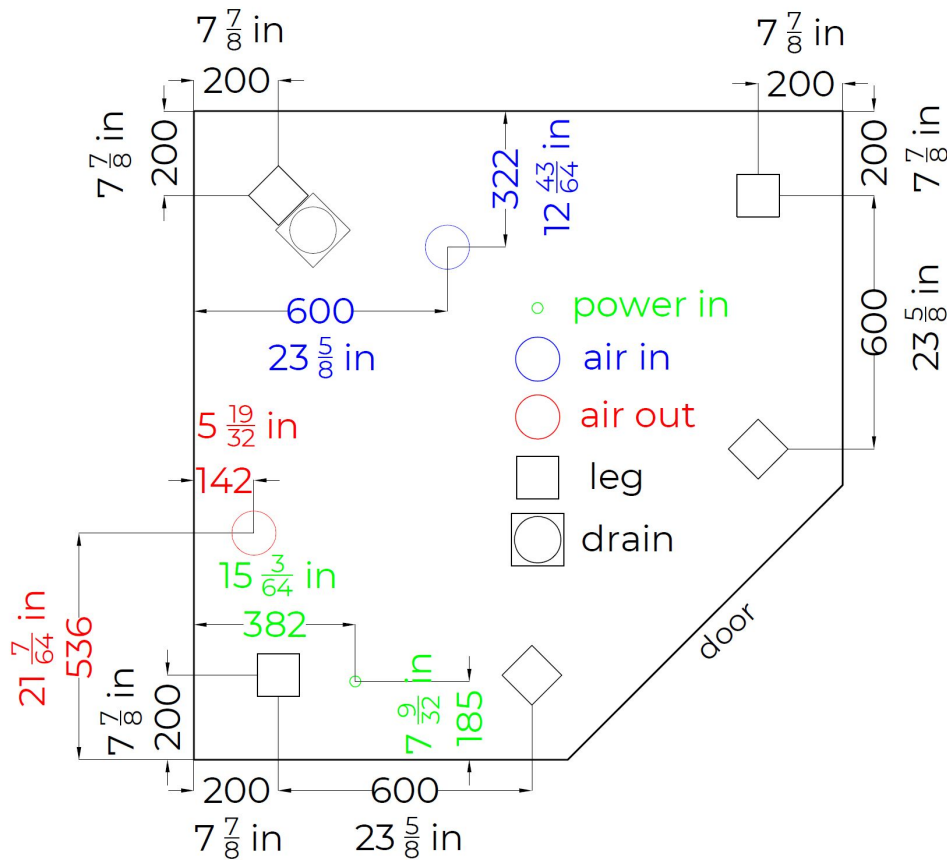 7 7/8 in
200
7 7/8 in
200
7 7/8 in
200
322
12 43/64 in
200
7 7/8 in
600
23 5/8 in
power in
600
23 5/8 in
air in
5 19/32 in
air out
142
leg
drain
15 3/64 in
382
21 7/64 in
536
door
7 7/8 in
200
7 9/32 in
185
200
7 7/8 in
600
23 5/8 in